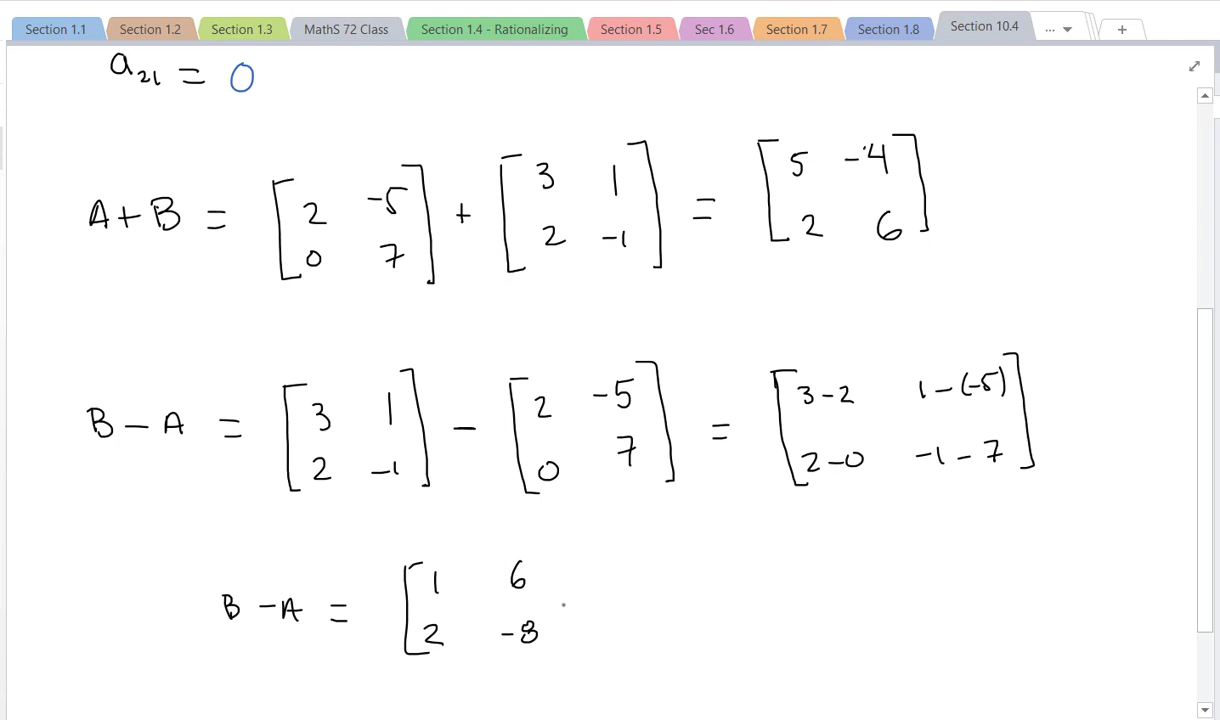 Section 1.1 Section 1.2 Section 1.3 MathS 72 Class Section 1.4 - Rationalizing Section 1.5 Sec 1.6 Section 1.7 Section 1.8 Section 10.4 ... +
a₂₁ = 0
A+B = [2 -5; 0 7] + [3 1; 2 -1] = [5 -4; 2 6]
B-A = [3 1; 2 -1] - [2 -5; 0 7] = [3-2 1-(-5); 2-0 -1-7]
B-A = [1 6; 2 -8